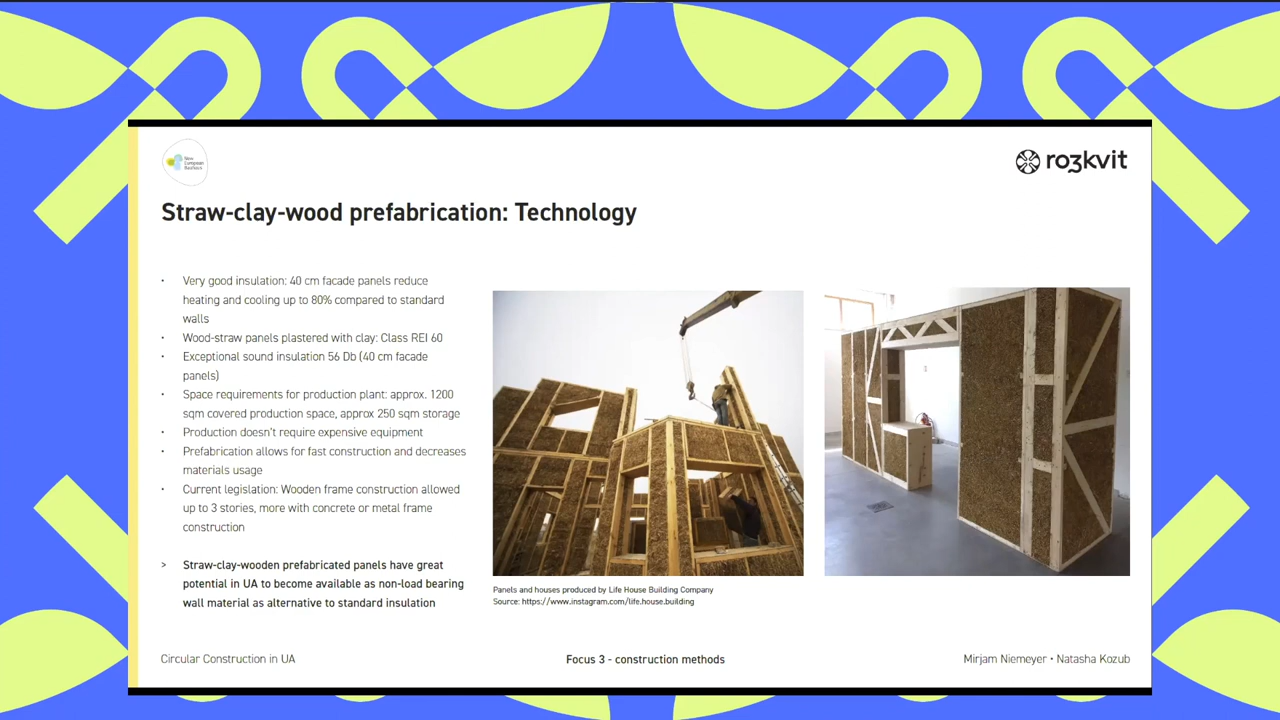 New
European
Bauhaus
ro3kvit
Straw-clay-wood prefabrication: Technology
• Very good insulation: 40 cm facade panels reduce
heating and cooling up to 80% compared to standard
walls
• Wood-straw panels plastered with clay: Class REI 60
• Exceptional sound insulation 56 Db (40 cm facade
panels)
• Space requirements for production plant: approx. 1200
sqm covered production space, approx 250 sqm storage
• Production doesn't require expensive equipment
• Prefabrication allows for fast construction and decreases
materials usage
• Current legislation: Wooden frame construction allowed
up to 3 stories, more with concrete or metal frame
construction
> Straw-clay-wooden prefabricated panels have great
potential in UA to become available as non-load bearing
wall material as alternative to standard insulation
Panels and houses produced by Life House Building Company
Source: https://www.instagram.com/life.house.building
Circular Construction in UA
Focus 3 - construction methods
Mirjam Niemeyer • Natasha Kozub